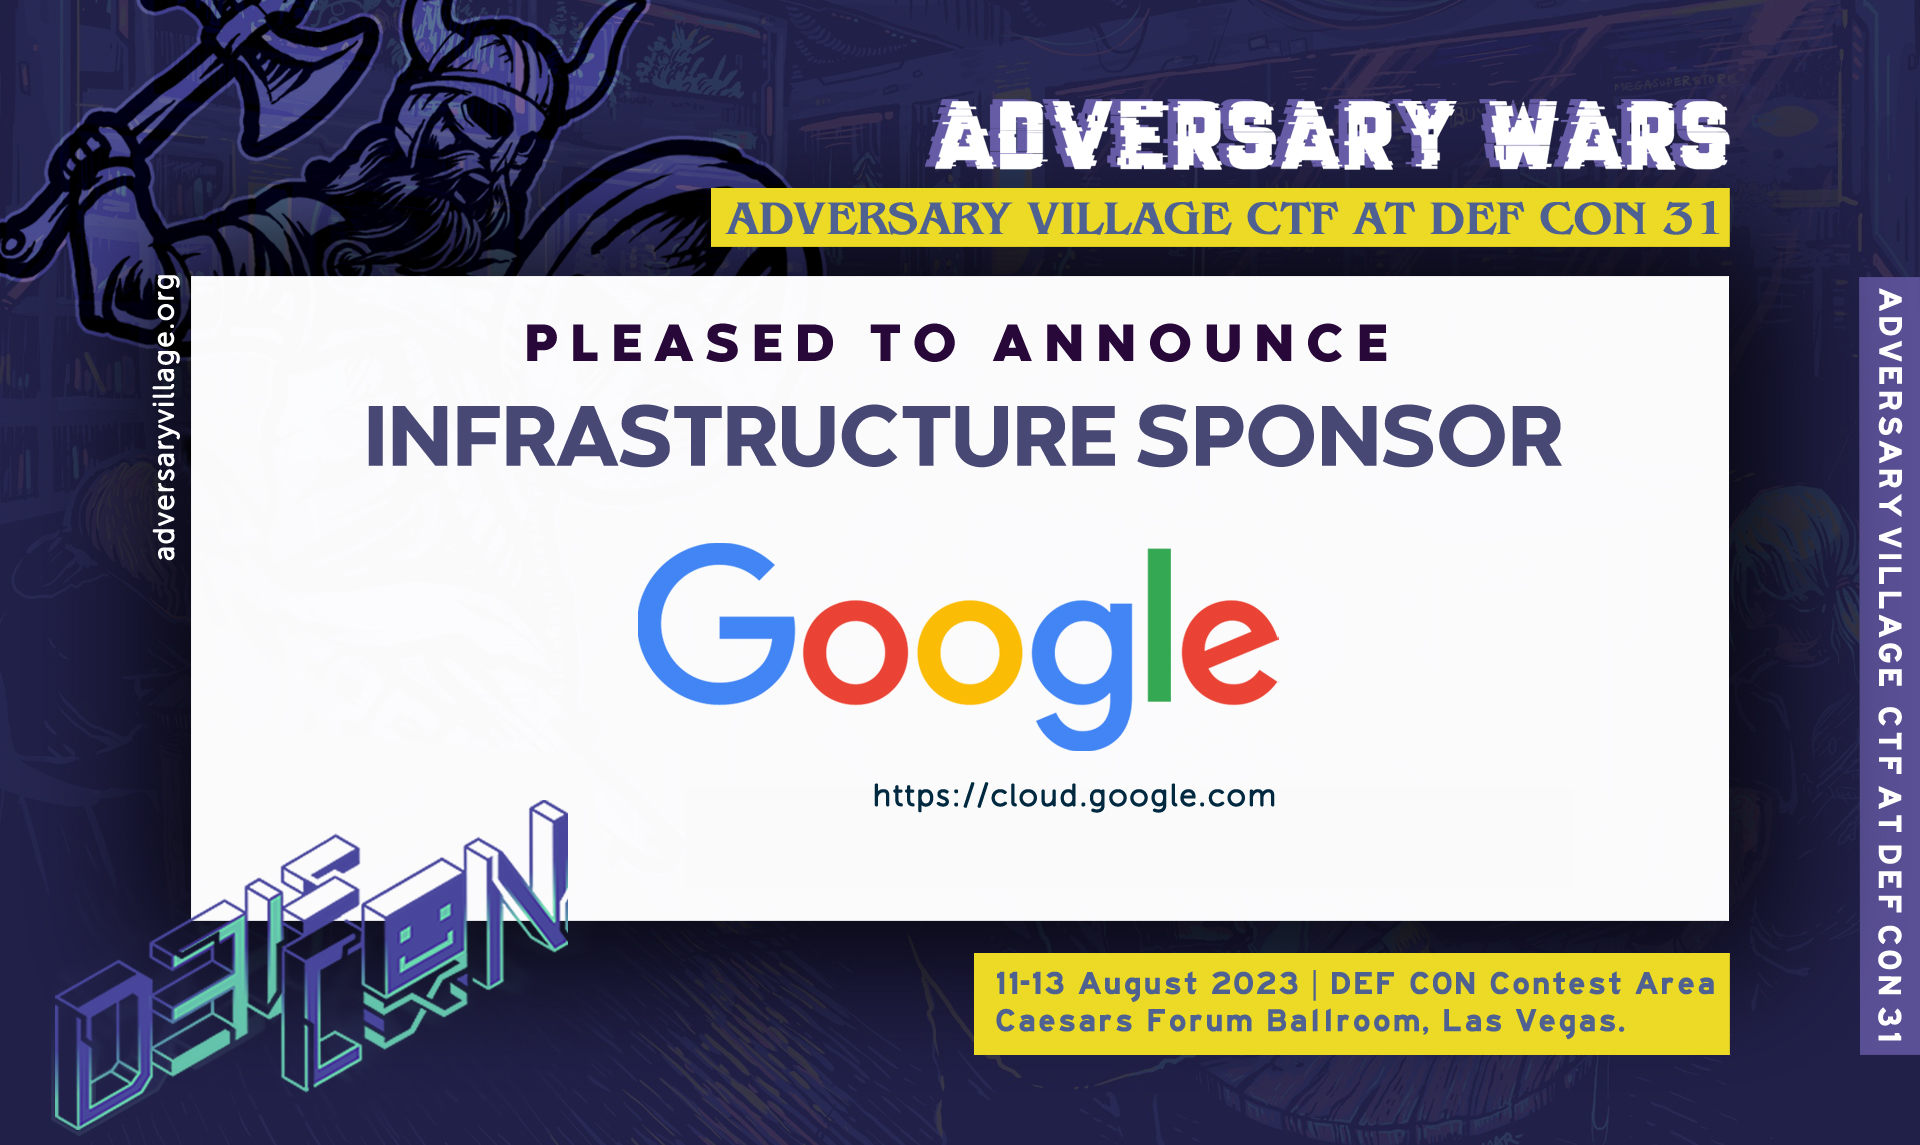 ADVERSARY WARS
ADVERSARY VILLAGE CTF AT DEF CON 31
adversaryvillage.org
PLEASED TO ANNOUNCE
INFRASTRUCTURE SPONSOR
Google
https://cloud.google.com
ADVERSARY VILLAGE CTF AT DEF CON 31
DEF CON
11-13 August 2023 | DEF CON Contest Area
Caesars Forum Ballroom, Las Vegas.
MEGASUPERSTORE